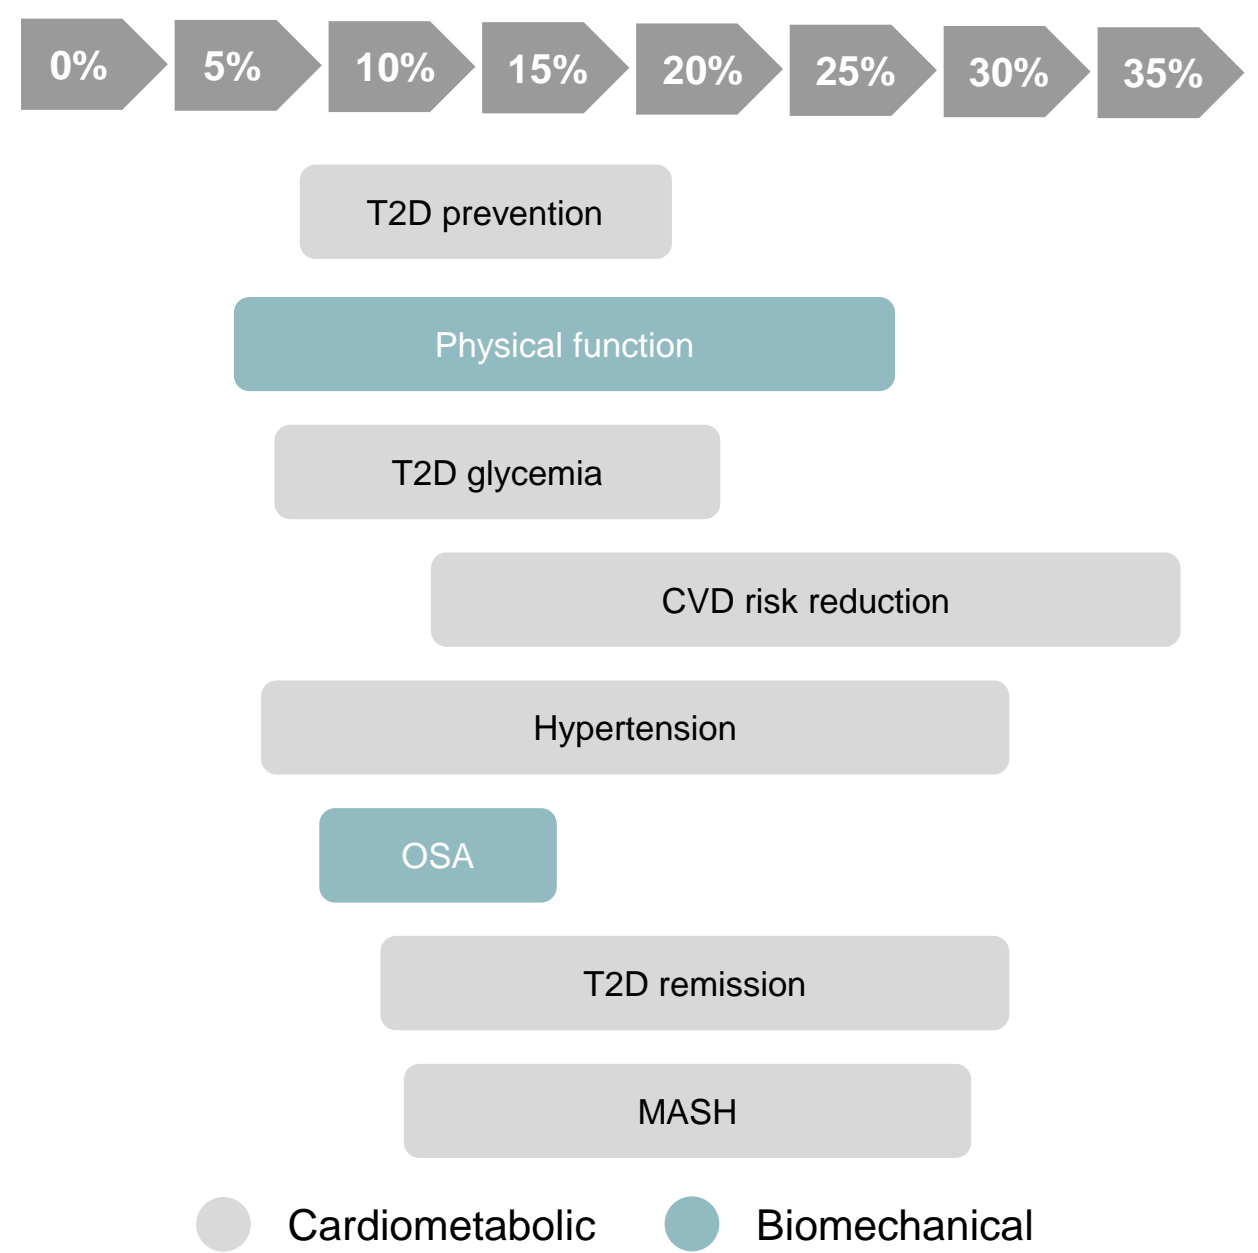 0% 5% 10% 15% 20% 25% 30% 35%
T2D prevention
Physical function
T2D glycemia
CVD risk reduction
Hypertension
OSA
T2D remission
MASH
Cardiometabolic Biomechanical